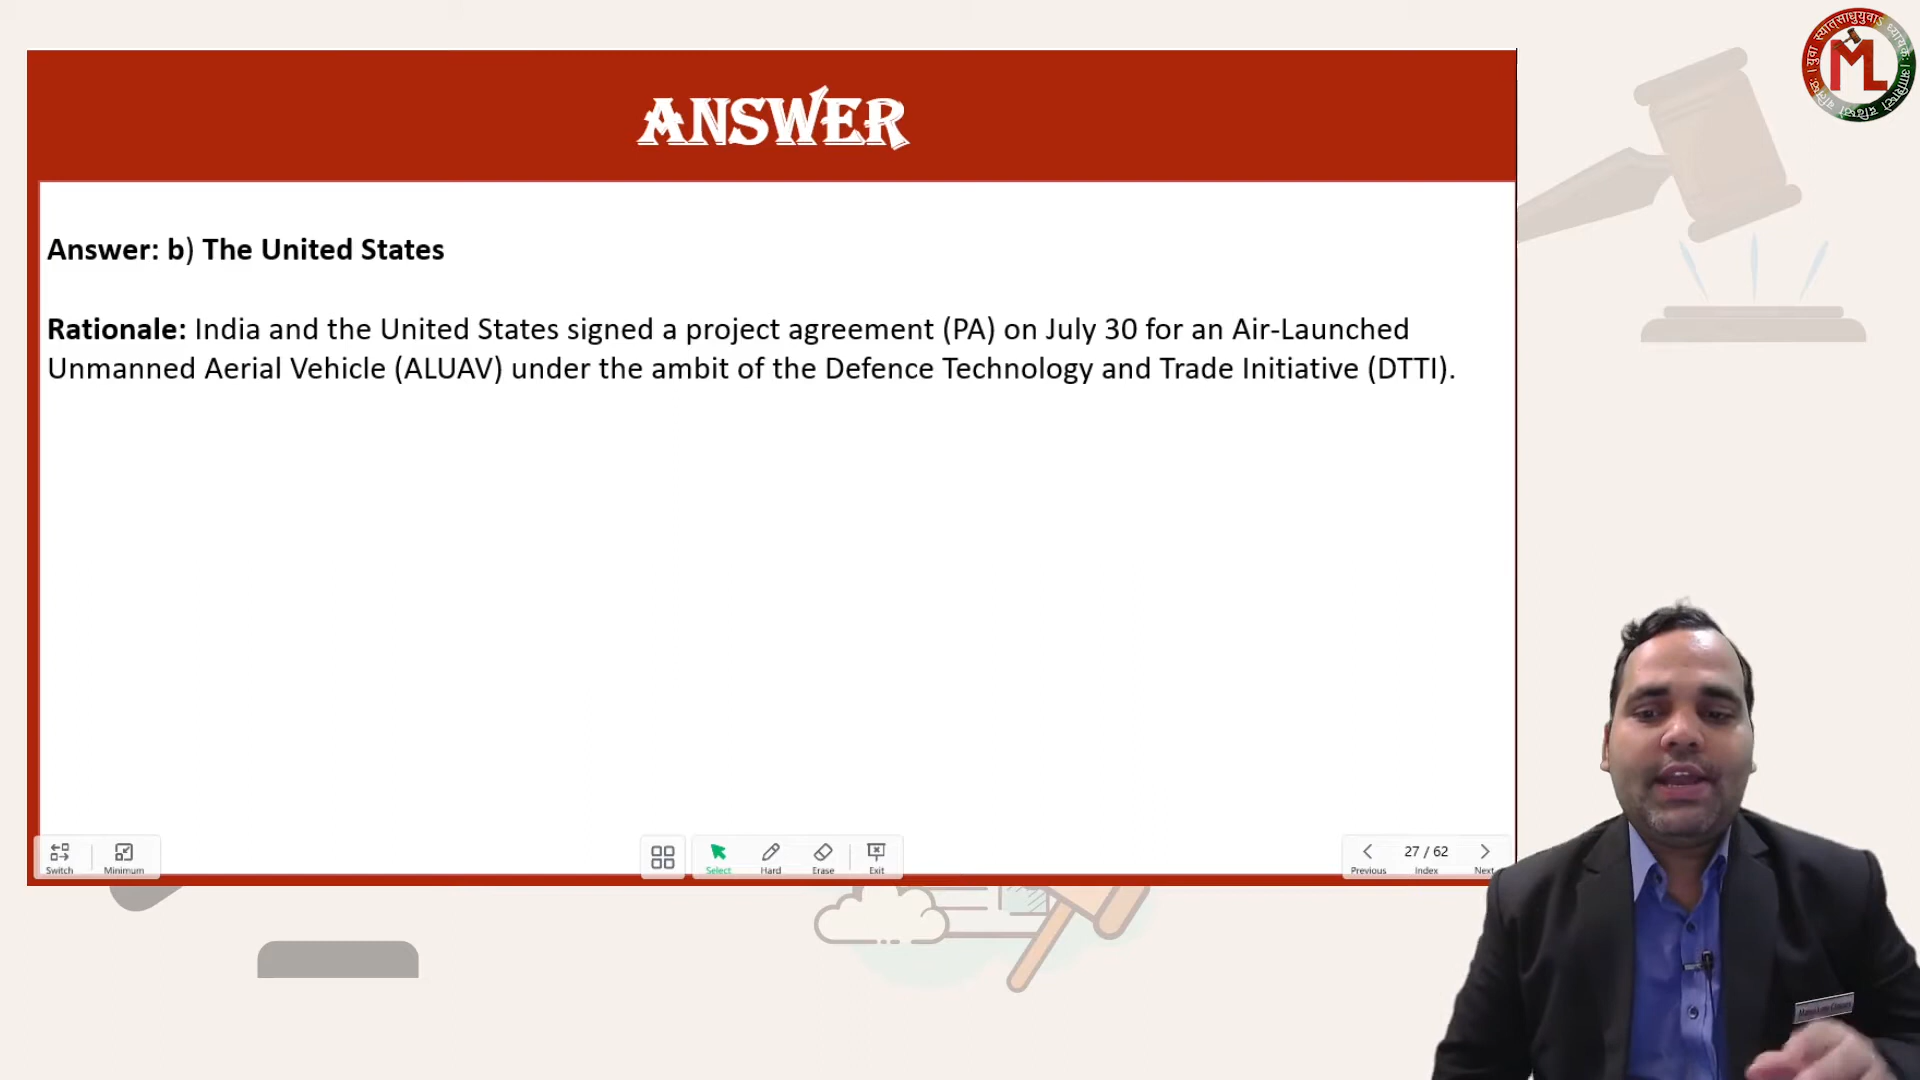 ANSWER
Answer: b) The United States
Rationale: India and the United States signed a project agreement (PA) on July 30 for an Air-Launched
Unmanned Aerial Vehicle (ALUAV) under the ambit of the Defence Technology and Trade Initiative (DTTI).
Switch
Minimum
Select
Hard
Erase
Exit
Previous
27 / 62
Index
Next
ML